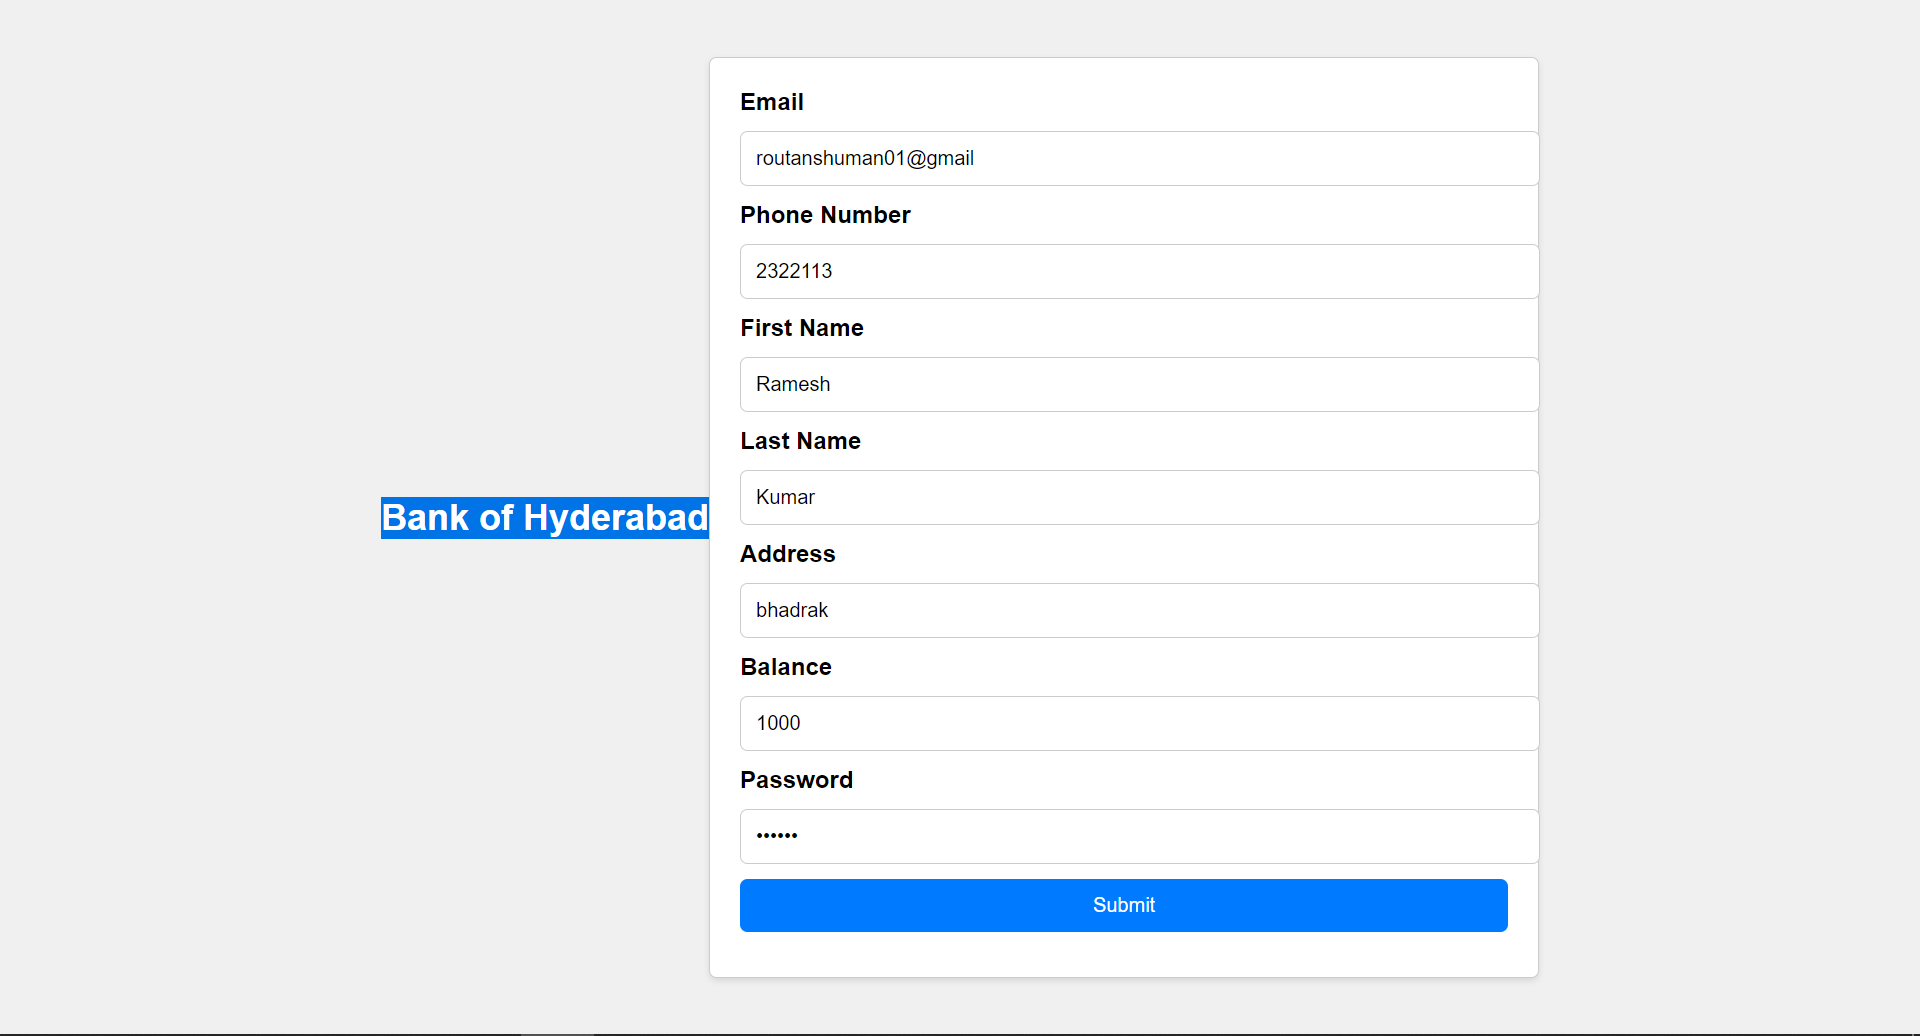 Bank of Hyderabad
Email
routanshuman01@gmail
Phone Number
2322113
First Name
Ramesh
Last Name
Kumar
Address
bhadrak
Balance
1000
Password
••••••
Submit